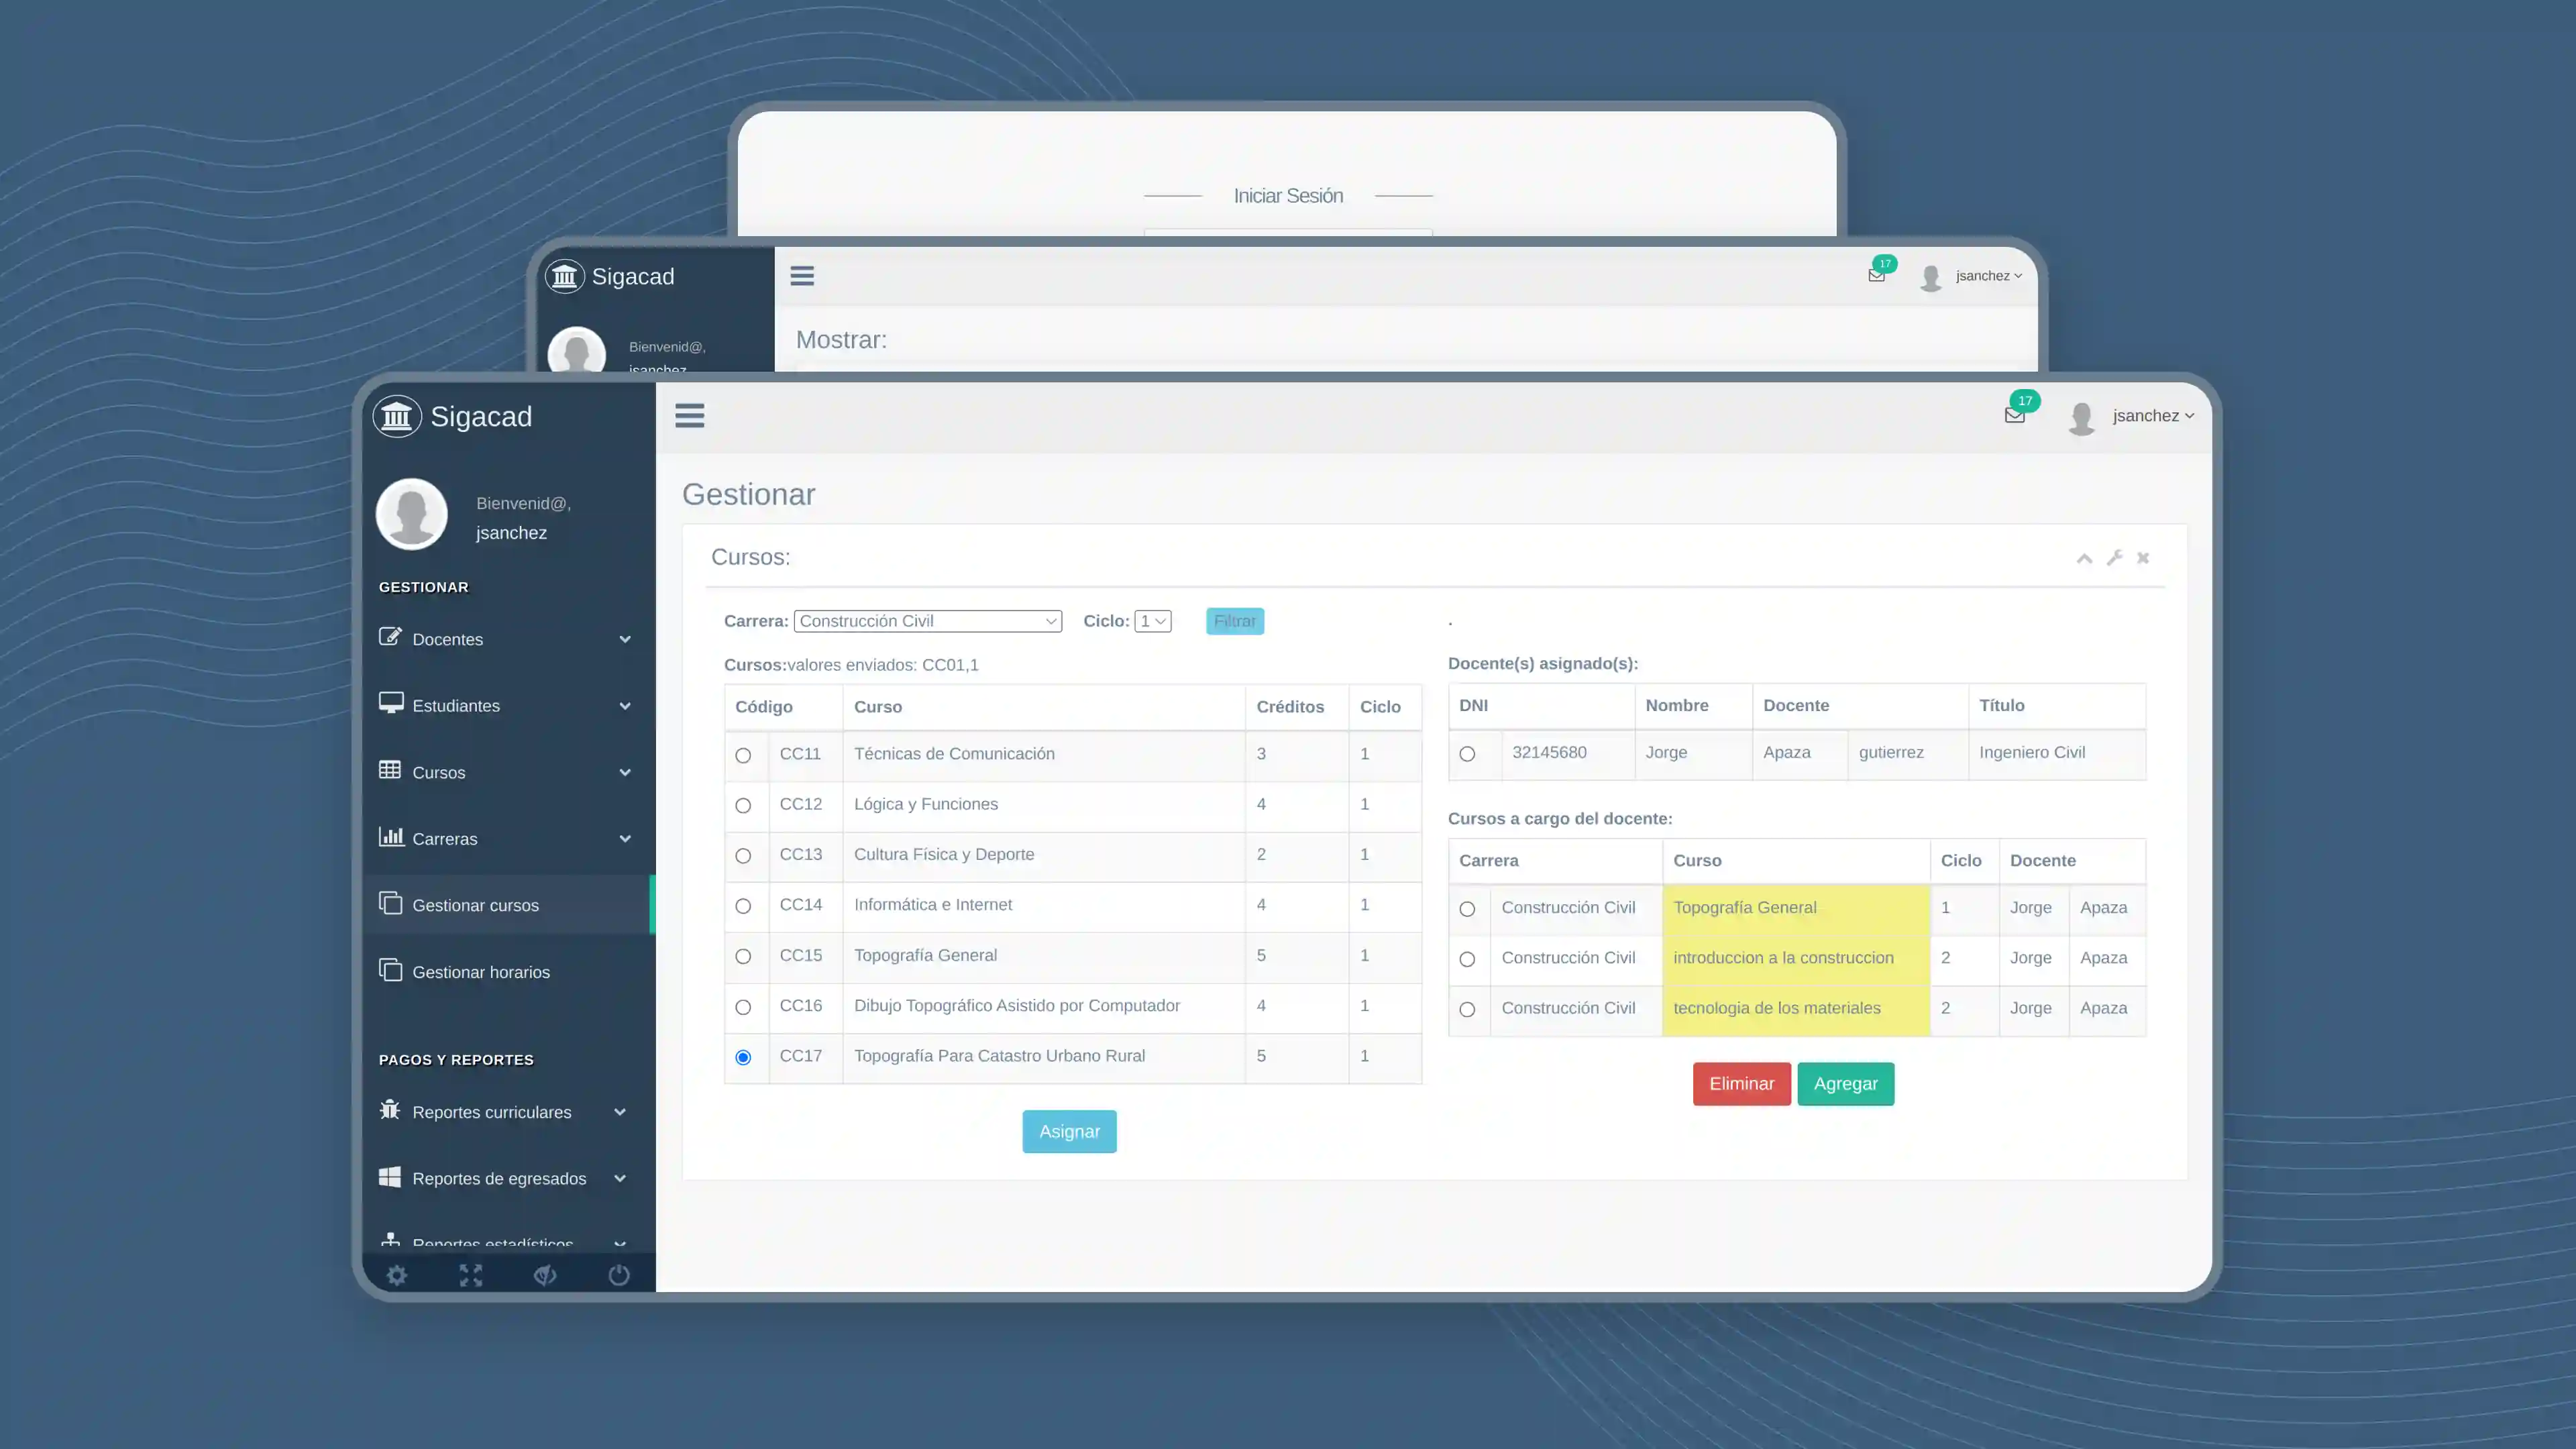 Iniciar Sesión
Sigacad
17
jsanchez
Bienvenid@,
jsanchez
Mostrar:
Sigacad
17
jsanchez
Bienvenid@,
jsanchez
GESTIONAR
Docentes
Estudiantes
Cursos
Carreras
Gestionar cursos
Gestionar horarios
PAGOS Y REPORTES
Reportes curriculares
Reportes de egresados
Reportes estadísticos
Gestionar
Cursos:
Carrera: Construcción Civil Ciclo: 1 Filtrar
.
Cursos:valores enviados: CC01,1
Código Curso Créditos Ciclo
CC11 Técnicas de Comunicación 3 1
CC12 Lógica y Funciones 4 1
CC13 Cultura Física y Deporte 2 1
CC14 Informática e Internet 4 1
CC15 Topografía General 5 1
CC16 Dibujo Topográfico Asistido por Computador 4 1
CC17 Topografía Para Catastro Urbano Rural 5 1
Asignar
Docente(s) asignado(s):
DNI Nombre Docente Título
32145680 Jorge Apaza gutierrez Ingeniero Civil
Cursos a cargo del docente:
Carrera Curso Ciclo Docente
Construcción Civil Topografía General 1 Jorge Apaza
Construcción Civil introduccion a la construccion 2 Jorge Apaza
Construcción Civil tecnologia de los materiales 2 Jorge Apaza
Eliminar Agregar